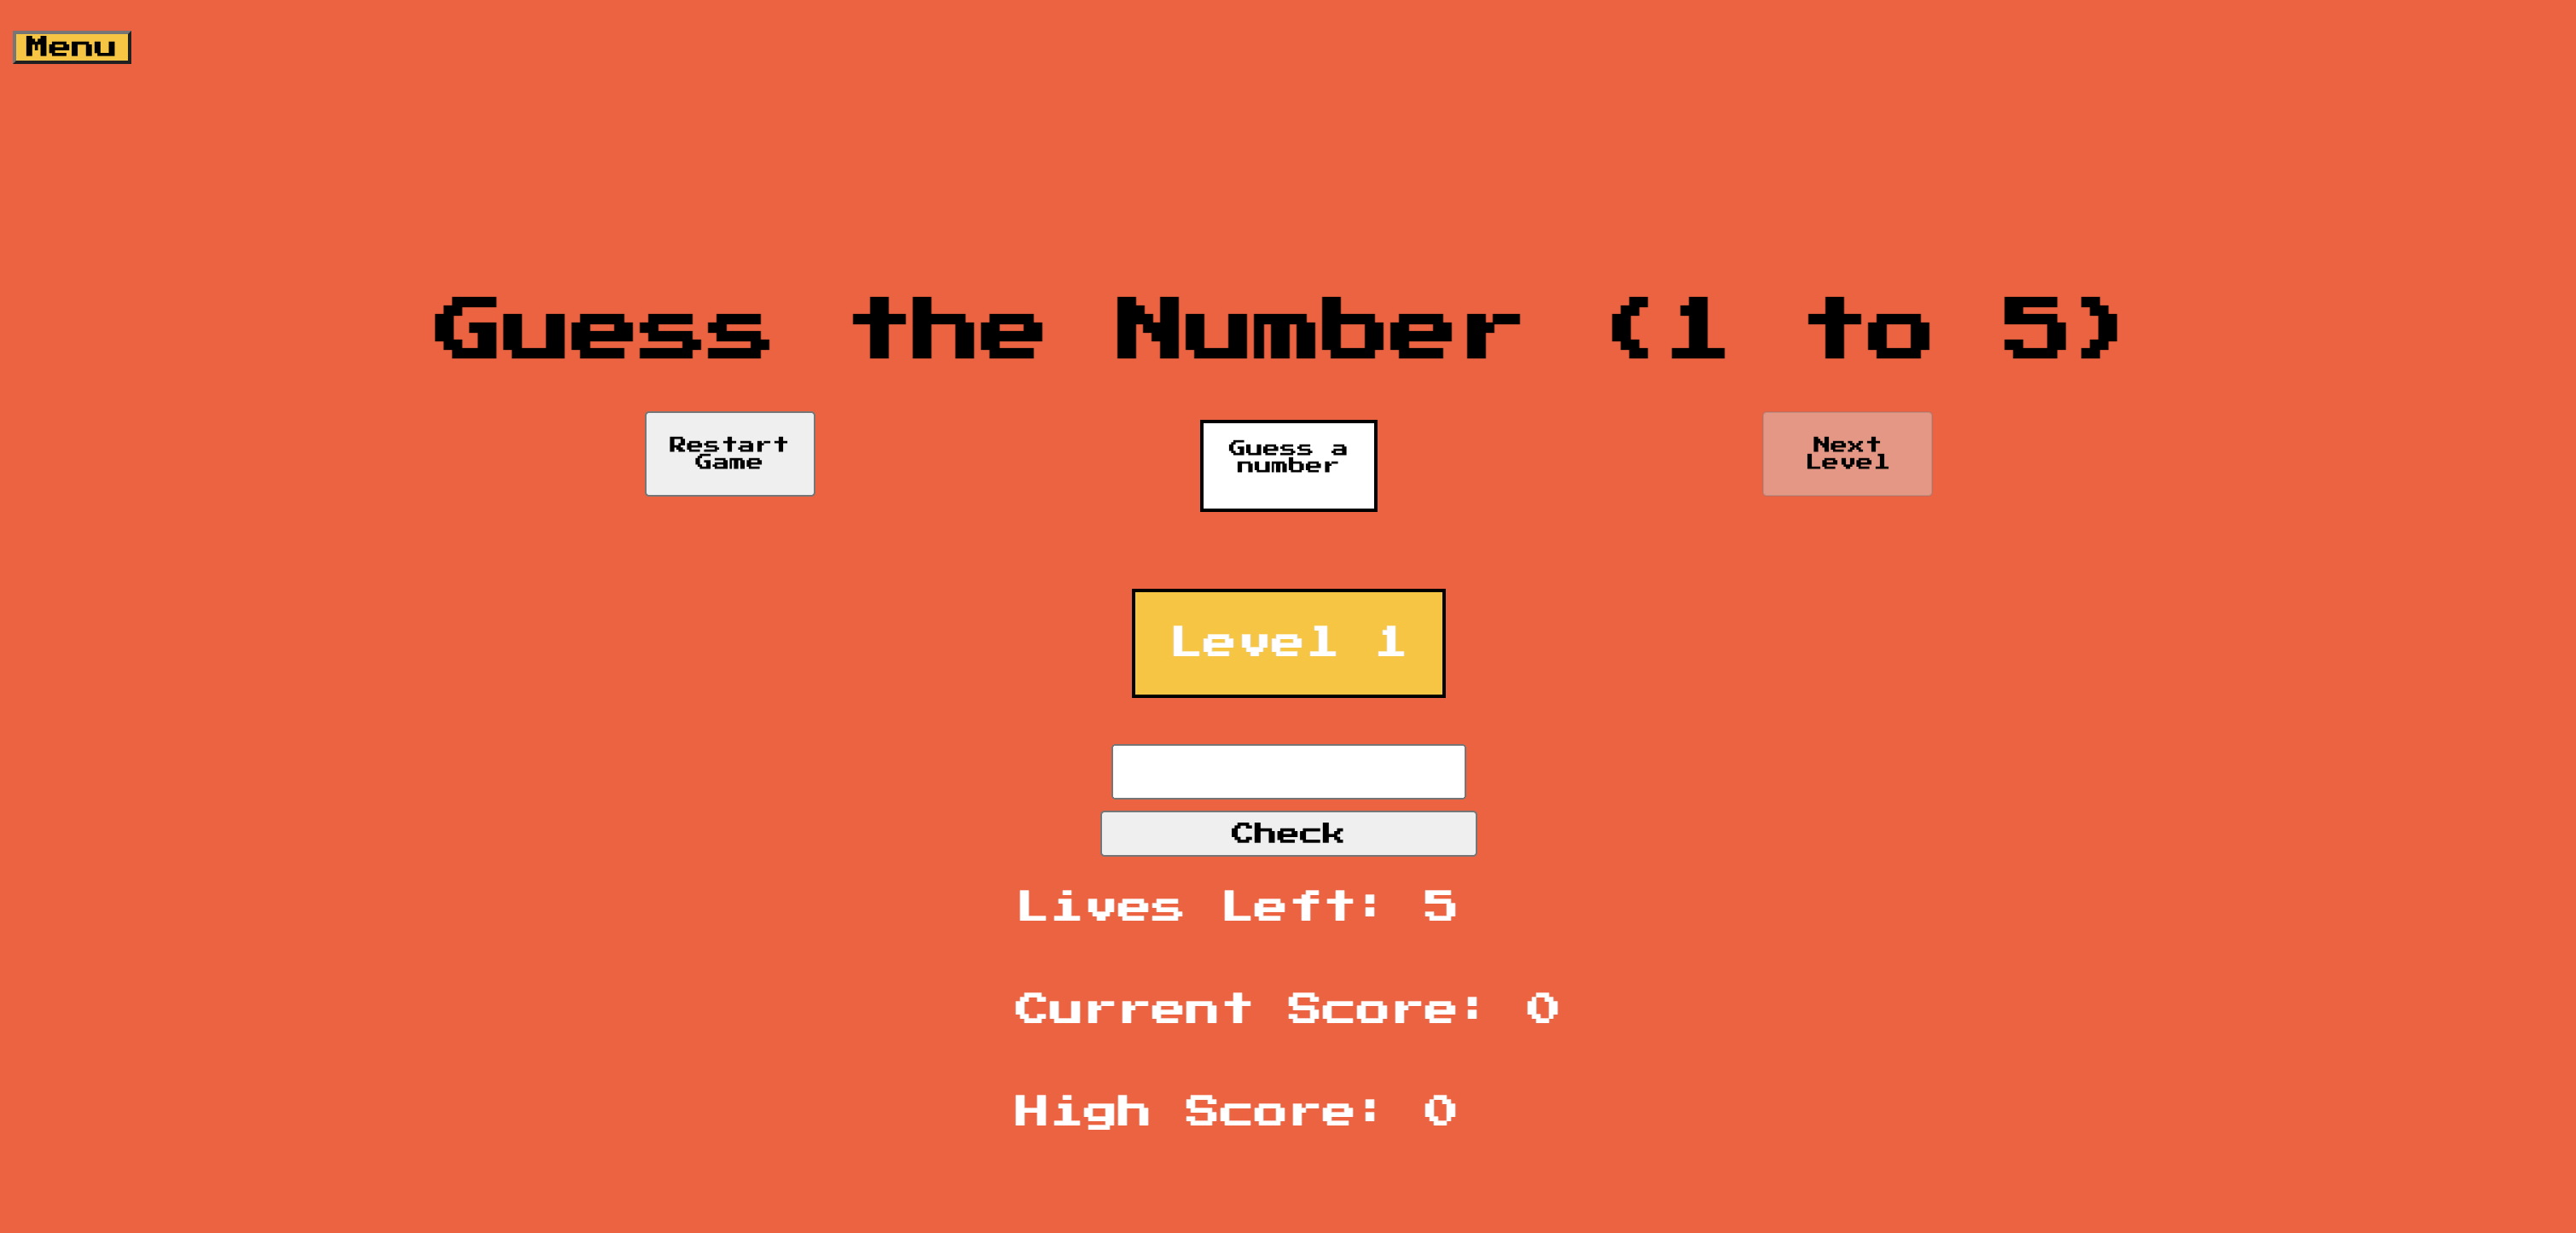 Menu
Guess the Number (1 to 5)
Restart
Game
Guess a
number
Next
Level
Level 1
Check
Lives Left: 5
Current Score: 0
High Score: 0